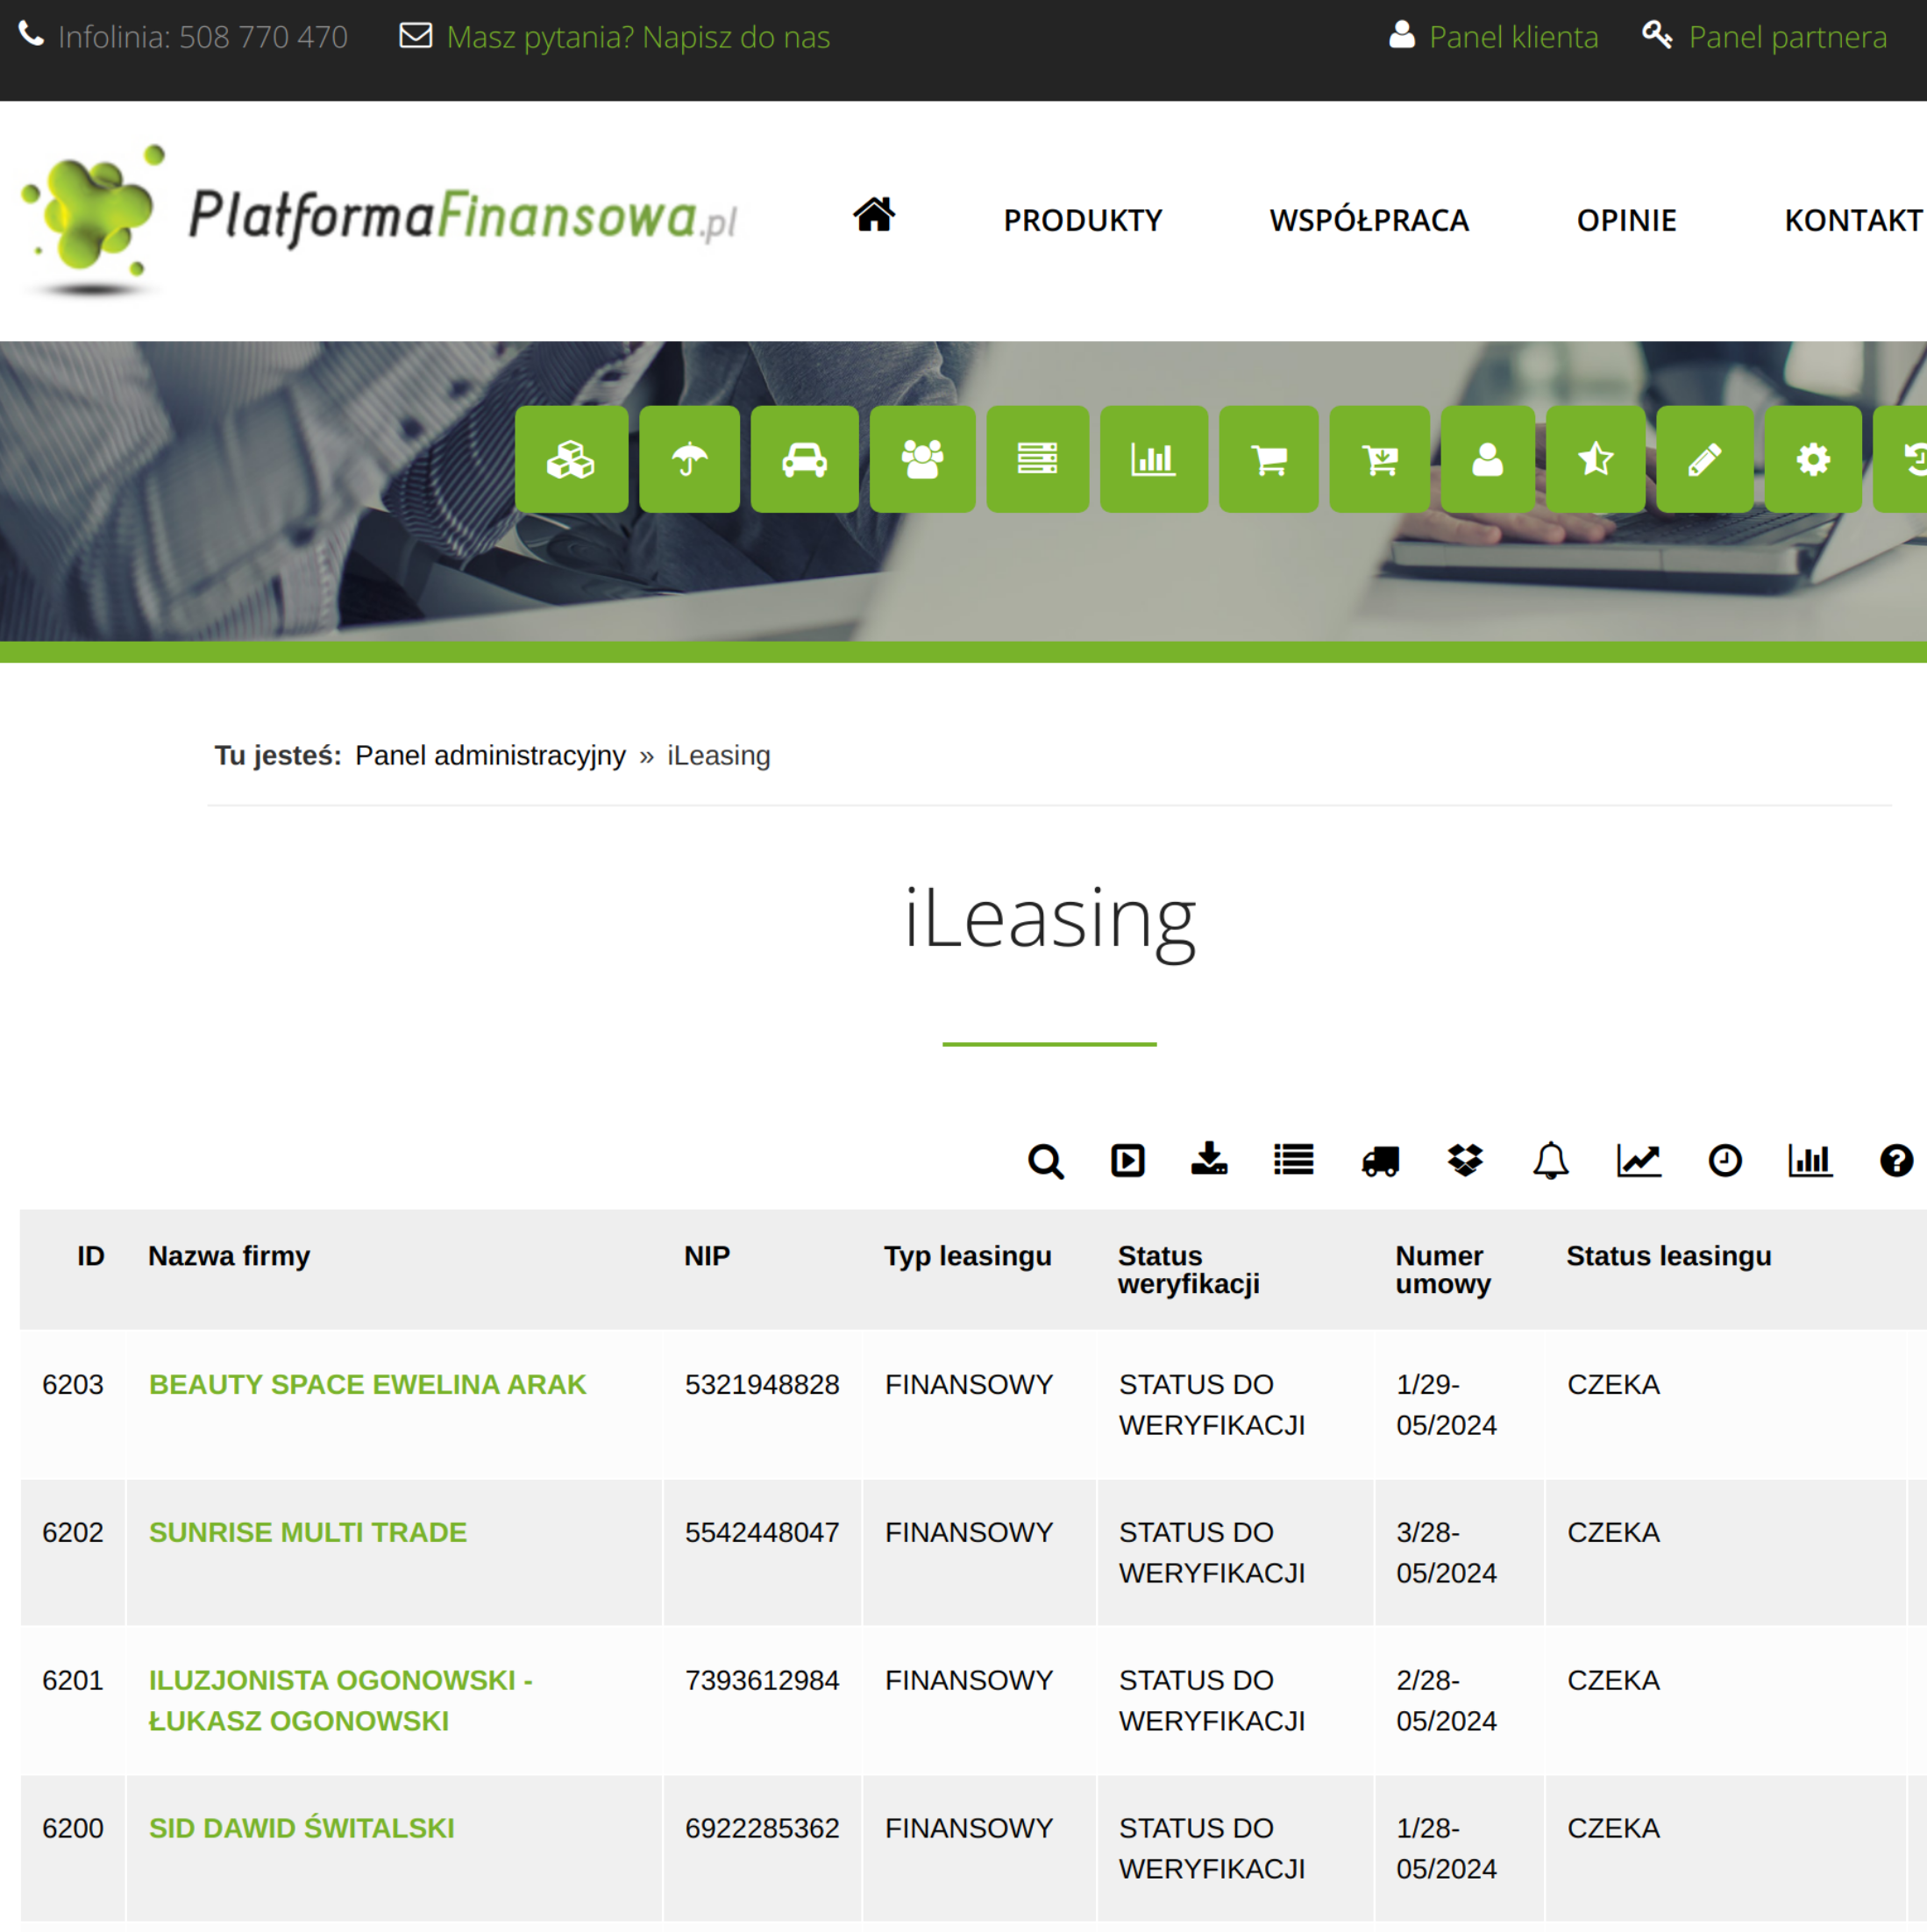 Infolinia: 508 770 470 Masz pytania? Napisz do nas Panel klienta Panel partnera
PlatformaFinansowa.pl PRODUKTY WSPÓŁPRACA OPINIE KONTAKT
Tu jesteś: Panel administracyjny » iLeasing
iLeasing
ID Nazwa firmy NIP Typ leasingu Status weryfikacji Numer umowy Status leasingu
6203 BEAUTY SPACE EWELINA ARAK 5321948828 FINANSOWY STATUS DO WERYFIKACJI 1/29-05/2024 CZEKA
6202 SUNRISE MULTI TRADE 5542448047 FINANSOWY STATUS DO WERYFIKACJI 3/28-05/2024 CZEKA
6201 ILUZJONISTA OGONOWSKI - ŁUKASZ OGONOWSKI 7393612984 FINANSOWY STATUS DO WERYFIKACJI 2/28-05/2024 CZEKA
6200 SID DAWID ŚWITALSKI 6922285362 FINANSOWY STATUS DO WERYFIKACJI 1/28-05/2024 CZEKA